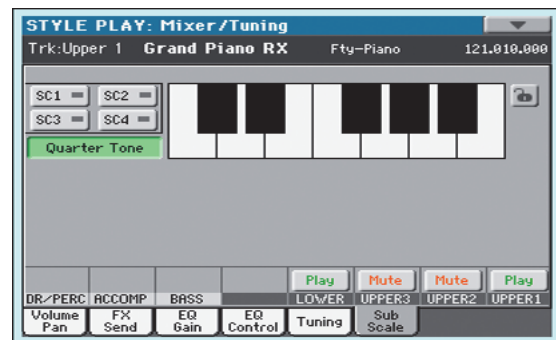 STYLE PLAY: Mixer/Tuning
Trk:Upper 1 Grand Piano RX Fty-Piano 121.010.000
SC1 SC2
SC3 SC4
Quarter Tone
Play Mute Mute Play
DR/PERC ACCOMP BASS LOWER UPPER3 UPPER2 UPPER1
Volume Pan FX Send EQ Gain EQ Control Tuning Sub Scale